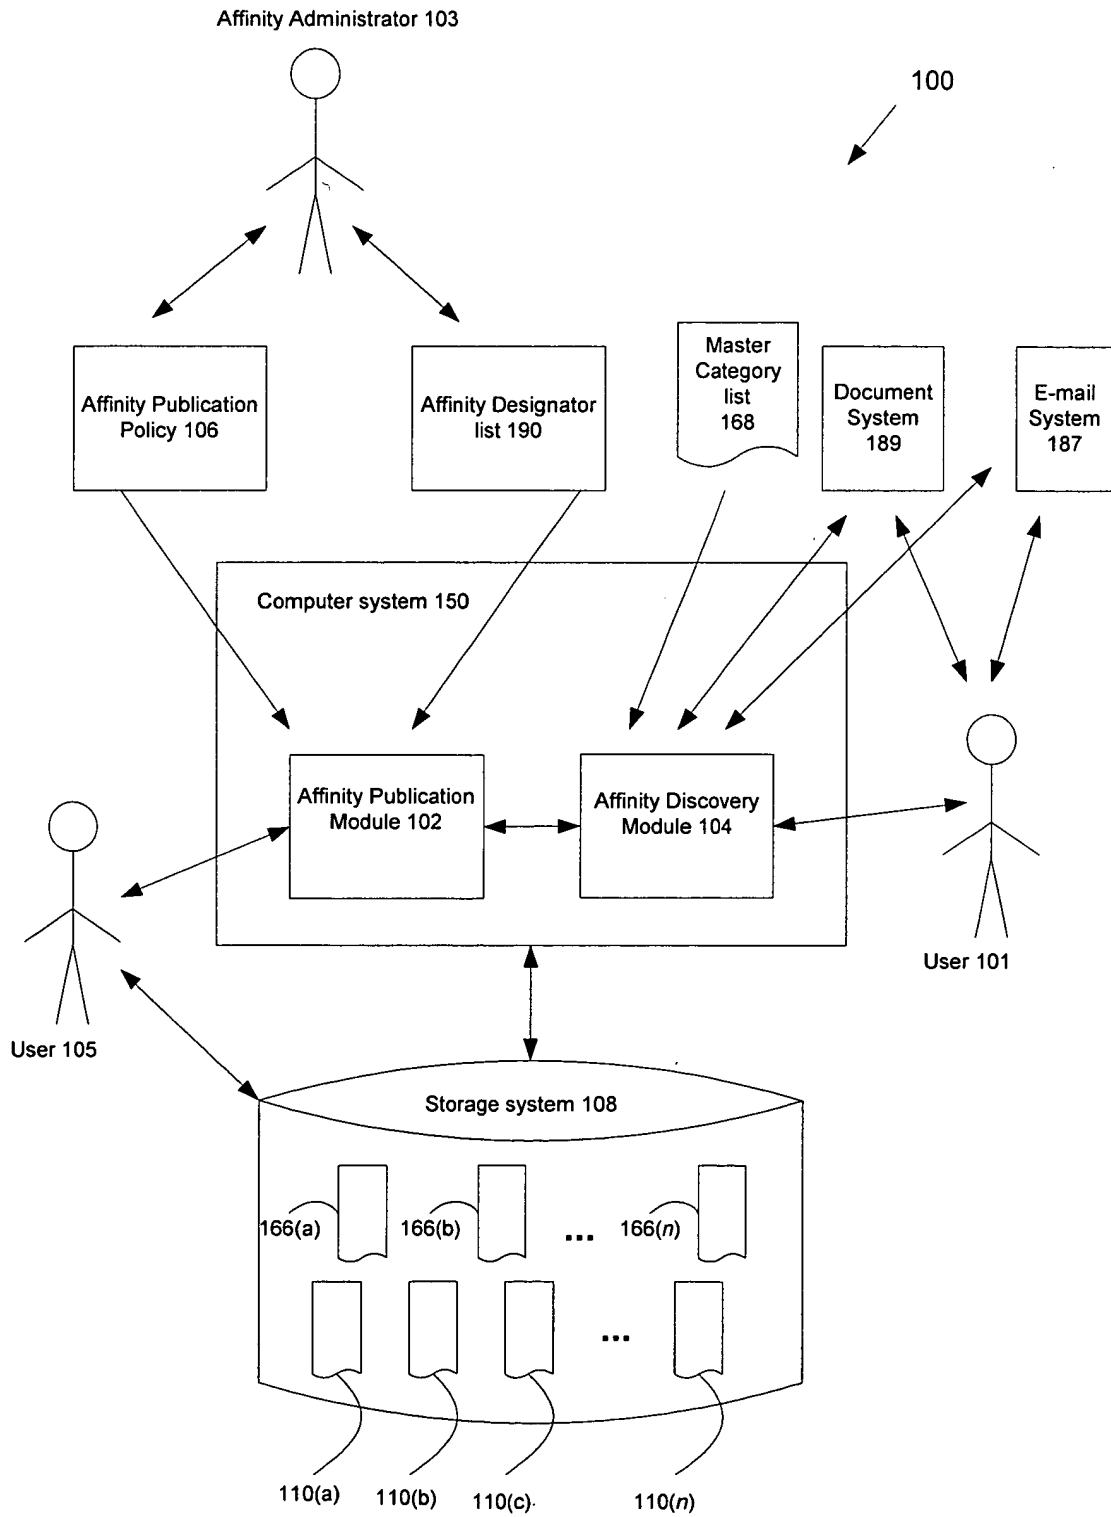 Affinity Administrator 103
100
Affinity Publication
Policy 106
Affinity Designator
list 190
Master
Category
list
168
Document
System
189
E-mail
System
187
Computer system 150
Affinity Publication
Module 102
Affinity Discovery
Module 104
User 101
User 105
Storage system 108
166(a)
166(b)
...
166(n)
...
110(a)
110(b)
110(c)
110(n)